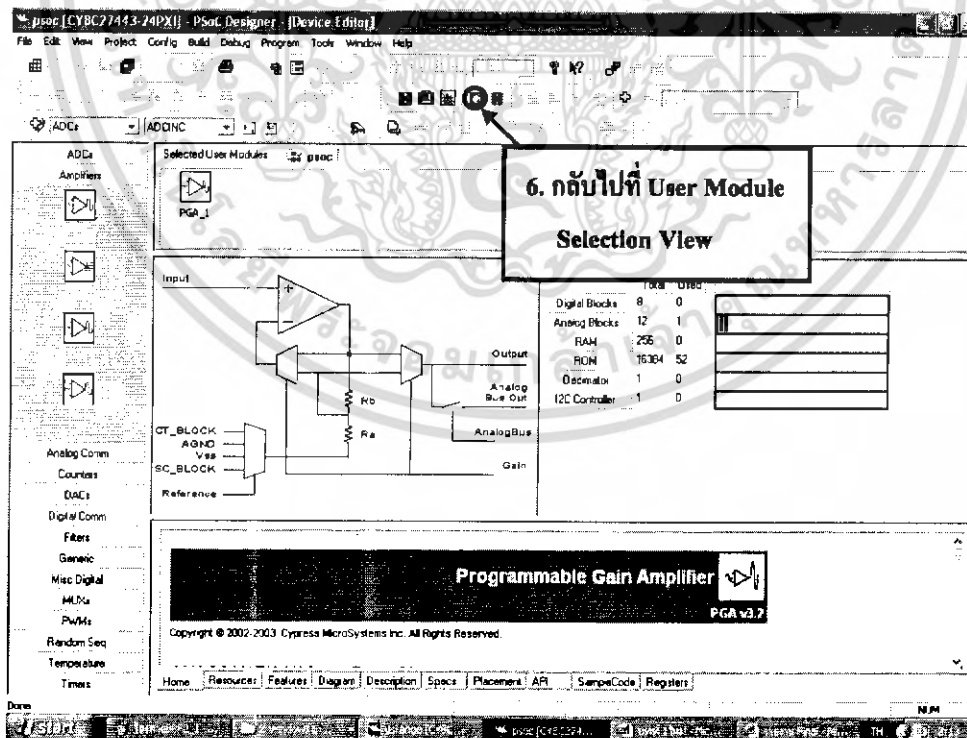 psoc [CY8C27443-24PXI] - PSoC Designer - [Device Editor]
File Edit View Project Config Build Debug Program Tools Window Help
ADCs ADCINC
ADCs
Amplifiers
Selected User Modules psoc
PGA_1
6. กลับไปที่ User Module
Selection View
Input
Output
Analog
Bus Out
AnalogBus
Gain
Rb
Ra
CT_BLOCK
AGND
Vss
SC_BLOCK
Reference
Total Used
Digital Blocks 8 0
Analog Blocks 12 1
RAM 256 0
ROM 16384 52
Decimator 1 0
I2C Controller 1 0
Analog Comm
Counters
DACs
Digital Comm
Filters
Generic
Misc Digital
MUXs
PWMs
Random Seq
Temperature
Timers
Programmable Gain Amplifier
PGA v3.2
Copyright © 2002-2003 Cypress MicroSystems Inc. All Rights Reserved.
Home Resources Features Diagram Description Specs Placement API SampleCode Registers
Done
NUM
start
psoc [CY8C274...
TH